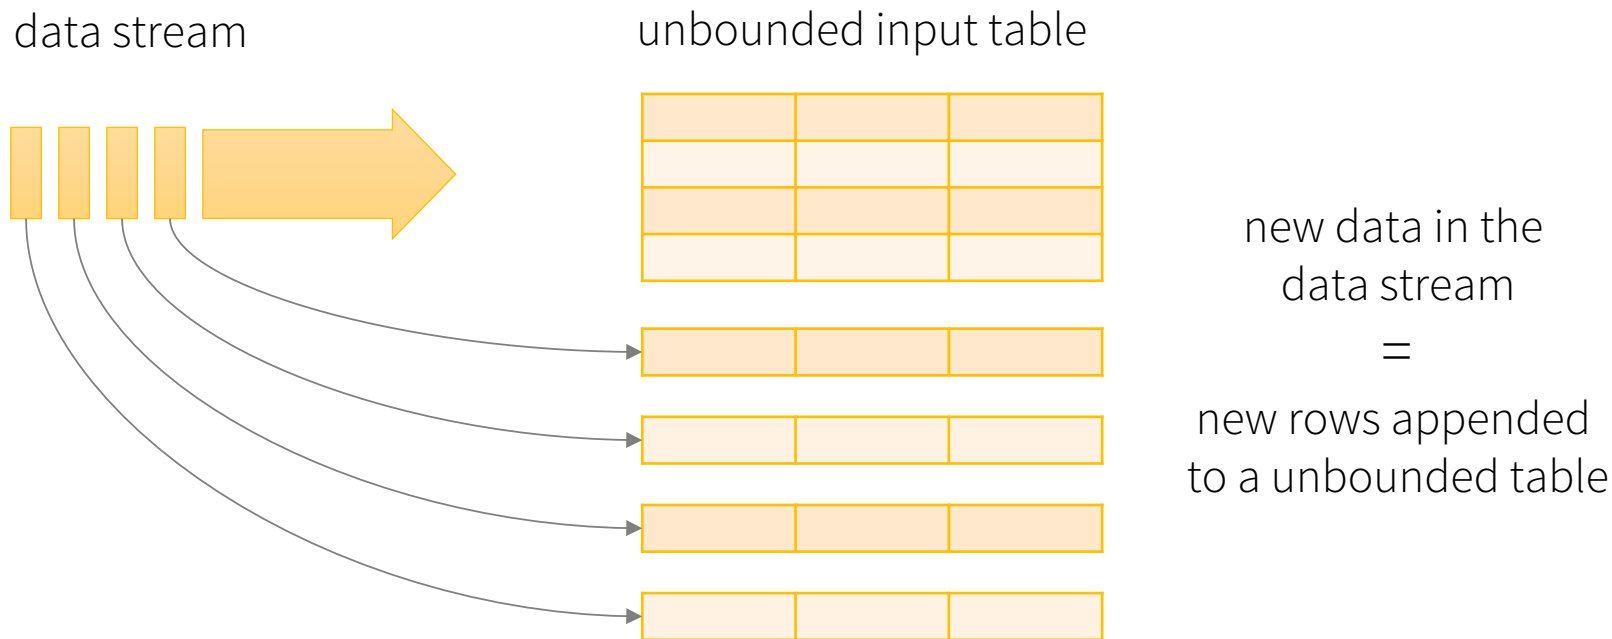 data stream
unbounded input table
new data in the
data stream
=
new rows appended
to a unbounded table